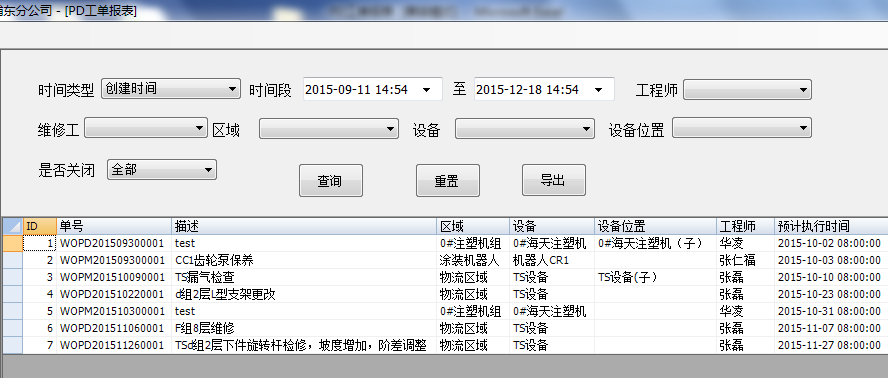 浦东分公司 - [PD工单报表]
时间类型 创建时间 时间段 2015-09-11 14:54 至 2015-12-18 14:54 工程师
维修工 区域 设备 设备位置
是否关闭 全部 查询 重置 导出
ID 单号 描述 区域 设备 设备位置 工程师 预计执行时间
1 WOPD201509300001 test 0#注塑机组 0#海天注塑机 0#海天注塑机（子） 华凌 2015-10-02 08:00:00
2 WOPM201509300001 CC1齿轮泵保养 涂装机器人 机器人CR1 张仁福 2015-10-03 08:00:00
3 WOPM201510090001 TS漏气检查 物流区域 TS设备 TS设备(子） 张磊 2015-10-10 08:00:00
4 WOPD201510220001 d组2层L型支架更改 物流区域 TS设备 张磊 2015-10-23 08:00:00
5 WOPM201510300001 test 0#注塑机组 0#海天注塑机 华凌 2015-10-31 08:00:00
6 WOPD201511060001 F组8层维修 物流区域 TS设备 张磊 2015-11-07 08:00:00
7 WOPD201511260001 TSd组2层下件旋转杆检修，坡度增加，阶差调整 物流区域 TS设备 张磊 2015-11-27 08:00:00